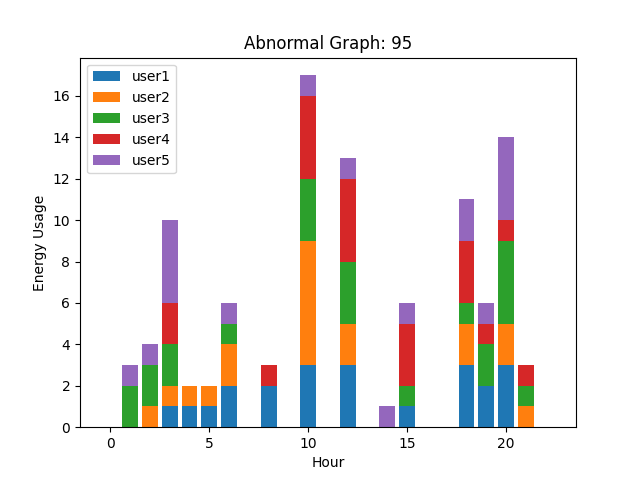 Abnormal Graph: 95
user1
user2
user3
user4
user5
Energy Usage
16
14
12
10
8
6
4
2
0
0 5 10 15 20
Hour